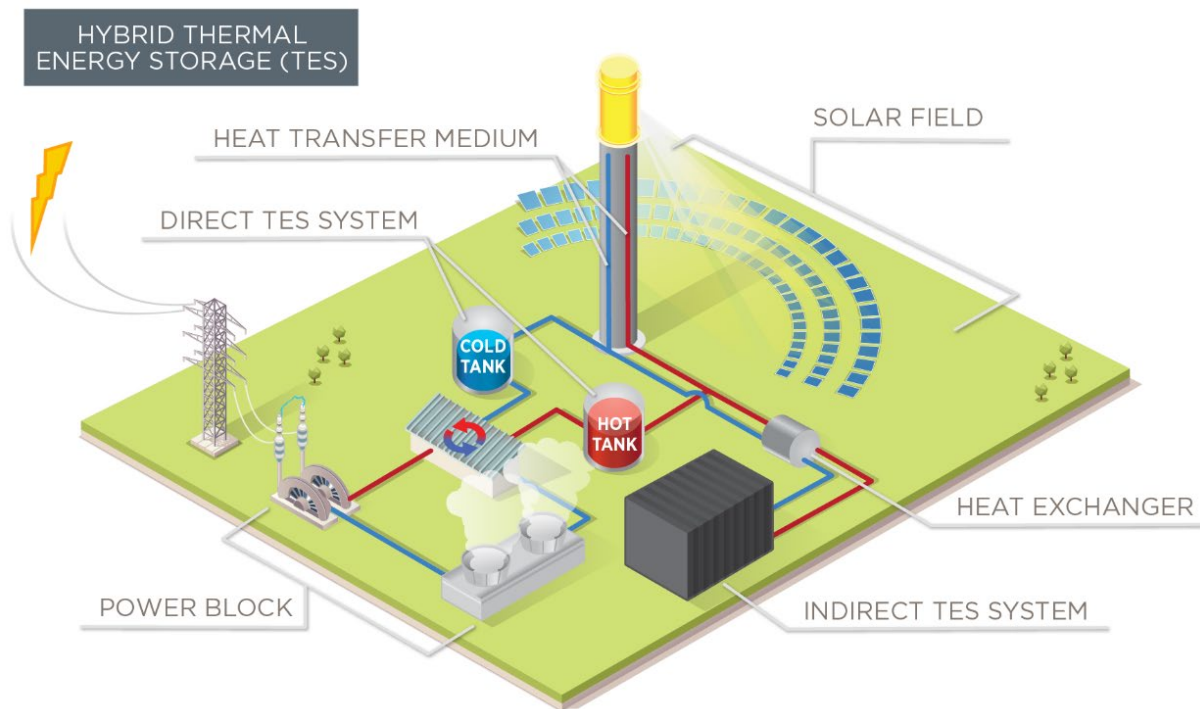 HYBRID THERMAL
ENERGY STORAGE (TES)
SOLAR FIELD
HEAT TRANSFER MEDIUM
DIRECT TES SYSTEM
COLD
TANK
HOT
TANK
HEAT EXCHANGER
POWER BLOCK
INDIRECT TES SYSTEM